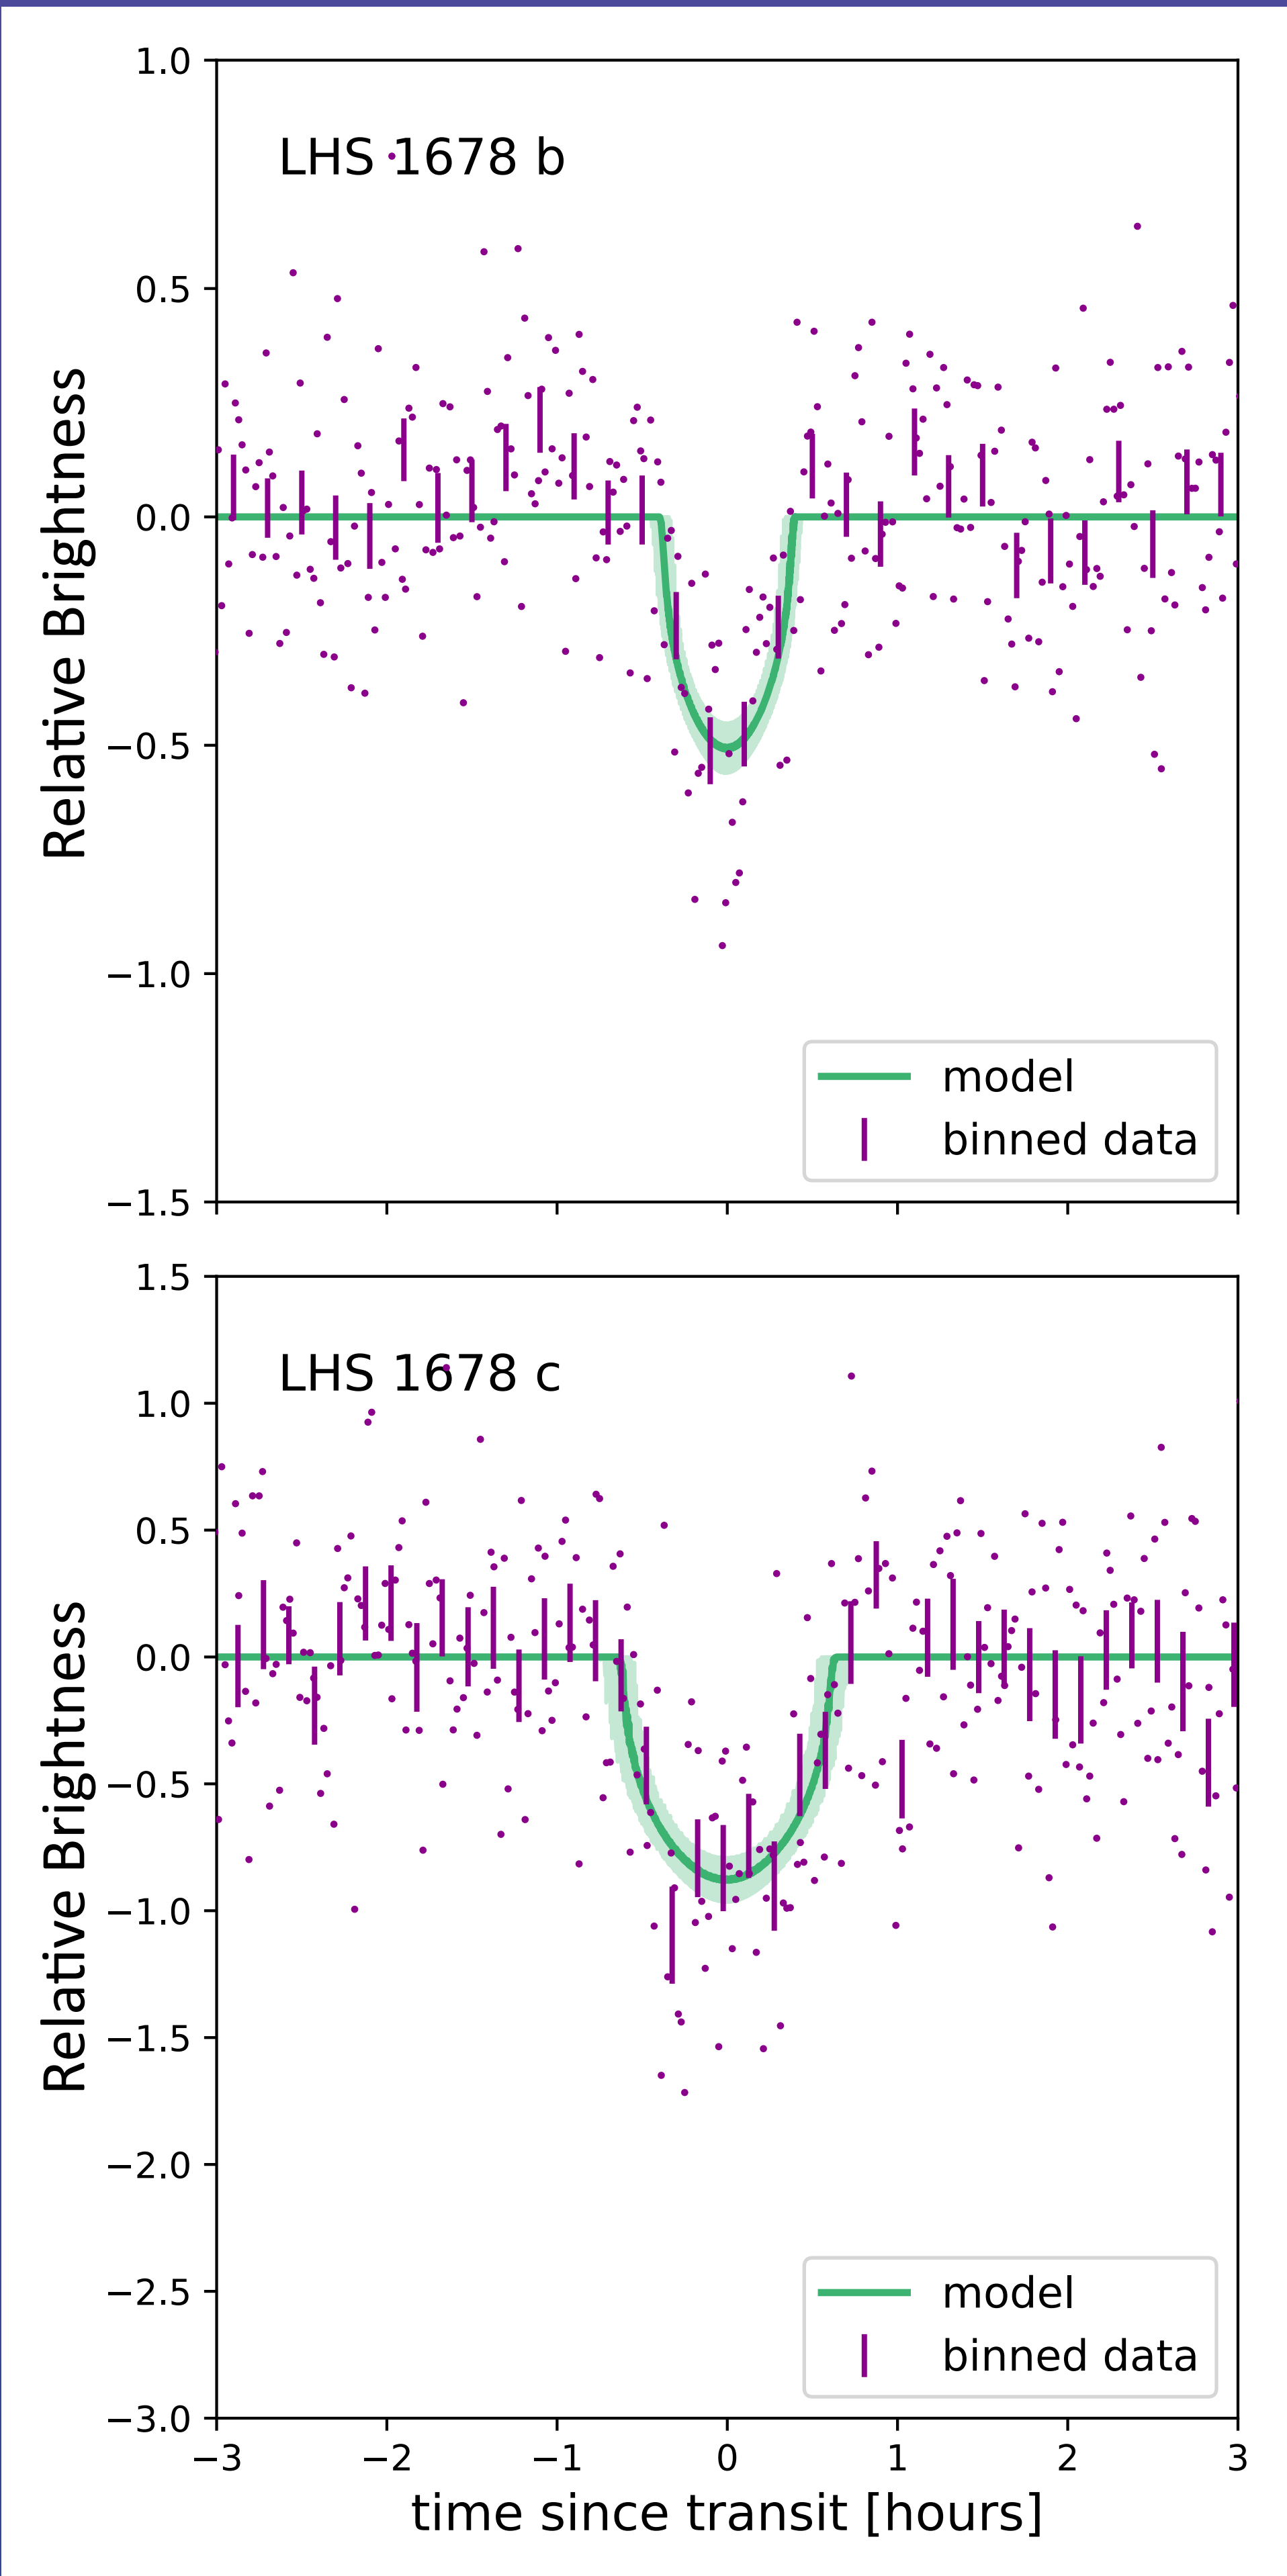 1.0
LHS 1678 b
0.5
0.0
−0.5
−1.0
−1.5
Relative Brightness
model
binned data
1.5
LHS 1678 c
1.0
0.5
0.0
−0.5
−1.0
−1.5
−2.0
−2.5
−3.0
Relative Brightness
model
binned data
−3 −2 −1 0 1 2 3
time since transit [hours]